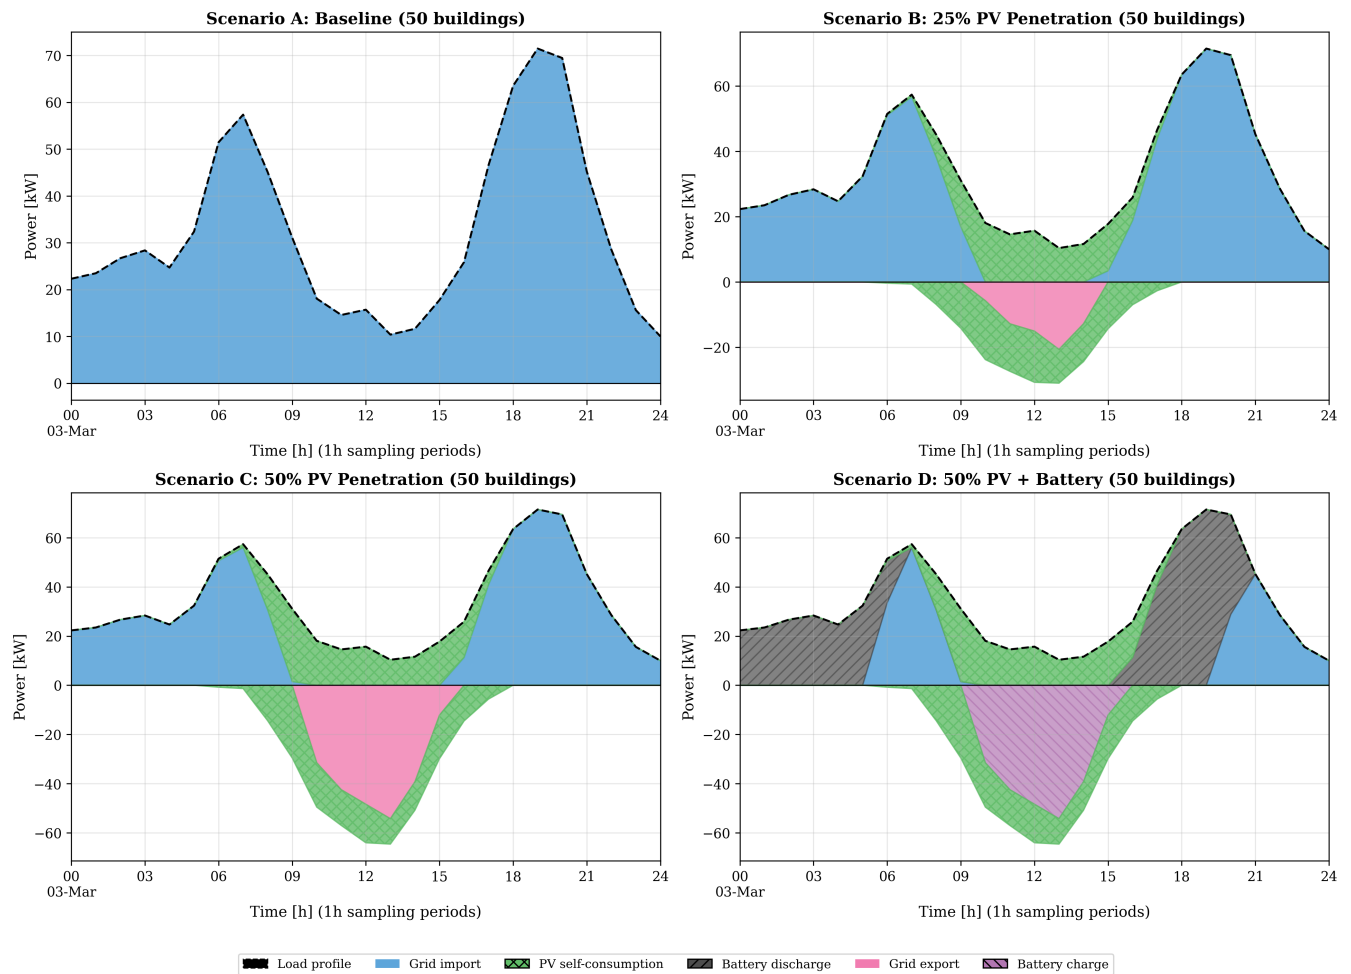 Scenario A: Baseline (50 buildings)
Power [kW]
70
60
50
40
30
20
10
0
00 03 06 09 12 15 18 21 24
03-Mar
Time [h] (1h sampling periods)
Scenario B: 25% PV Penetration (50 buildings)
Power [kW]
60
40
20
0
−20
00 03 06 09 12 15 18 21 24
03-Mar
Time [h] (1h sampling periods)
Scenario C: 50% PV Penetration (50 buildings)
Power [kW]
60
40
20
0
−20
−40
−60
00 03 06 09 12 15 18 21 24
03-Mar
Time [h] (1h sampling periods)
Scenario D: 50% PV + Battery (50 buildings)
Power [kW]
60
40
20
0
−20
−40
−60
00 03 06 09 12 15 18 21 24
03-Mar
Time [h] (1h sampling periods)
Load profile Grid import PV self-consumption Battery discharge Grid export Battery charge